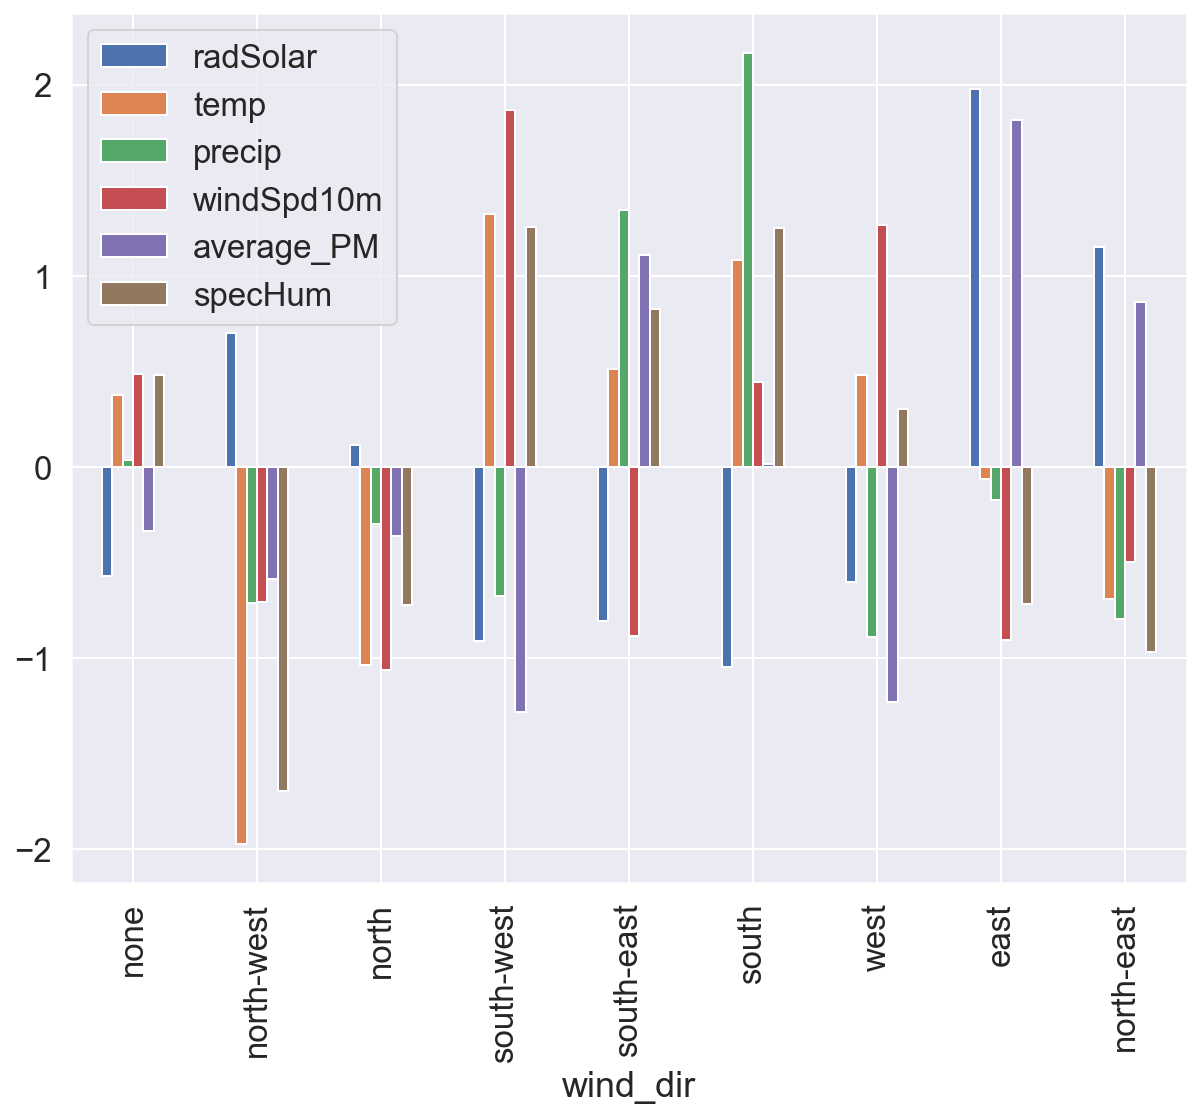 radSolar
temp
precip
windSpd10m
average_PM
specHum
2
1
0
−1
−2
none
north-west
north
south-west
south-east
south
west
east
north-east
wind_dir